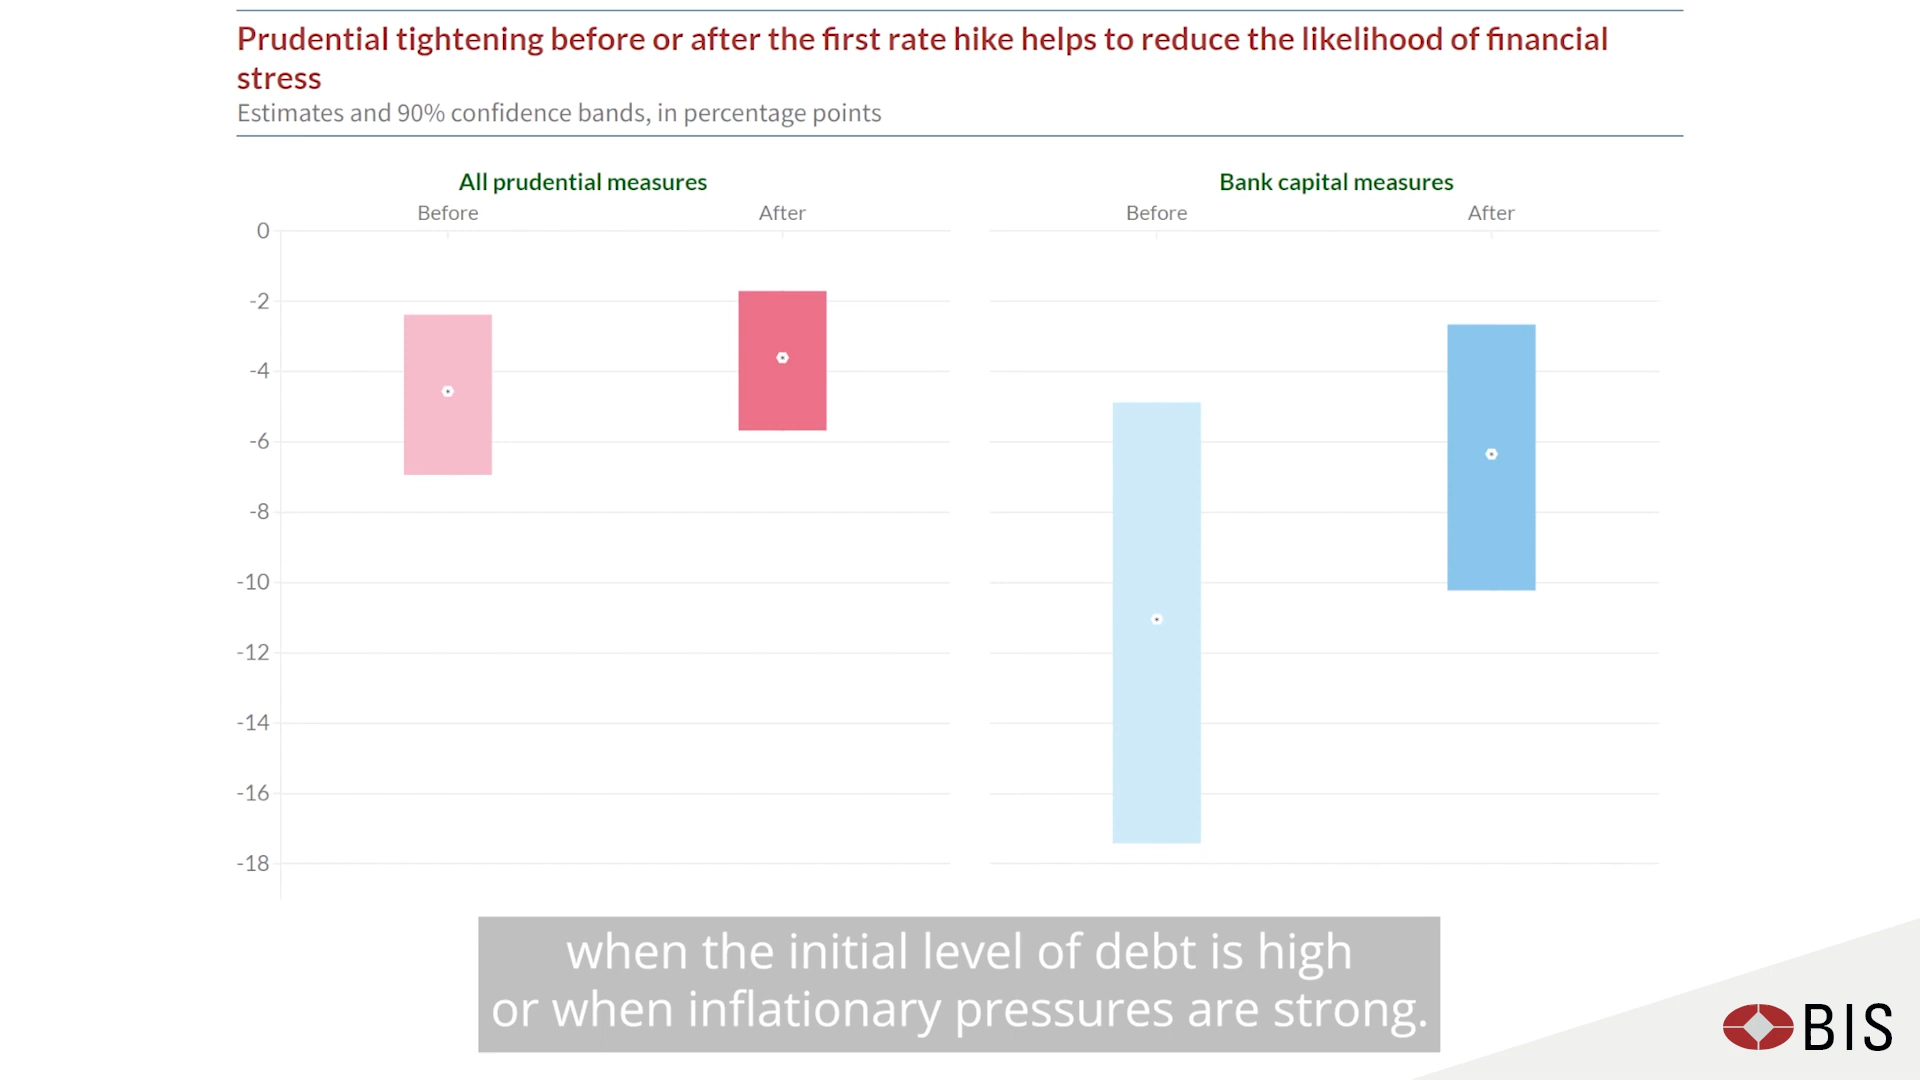 Prudential tightening before or after the first rate hike helps to reduce the likelihood of financial
stress
Estimates and 90% confidence bands, in percentage points
All prudential measures
Bank capital measures
Before
After
Before
After
0
-2
-4
-6
-8
-10
-12
-14
-16
-18
when the initial level of debt is high
or when inflationary pressures are strong.
BIS